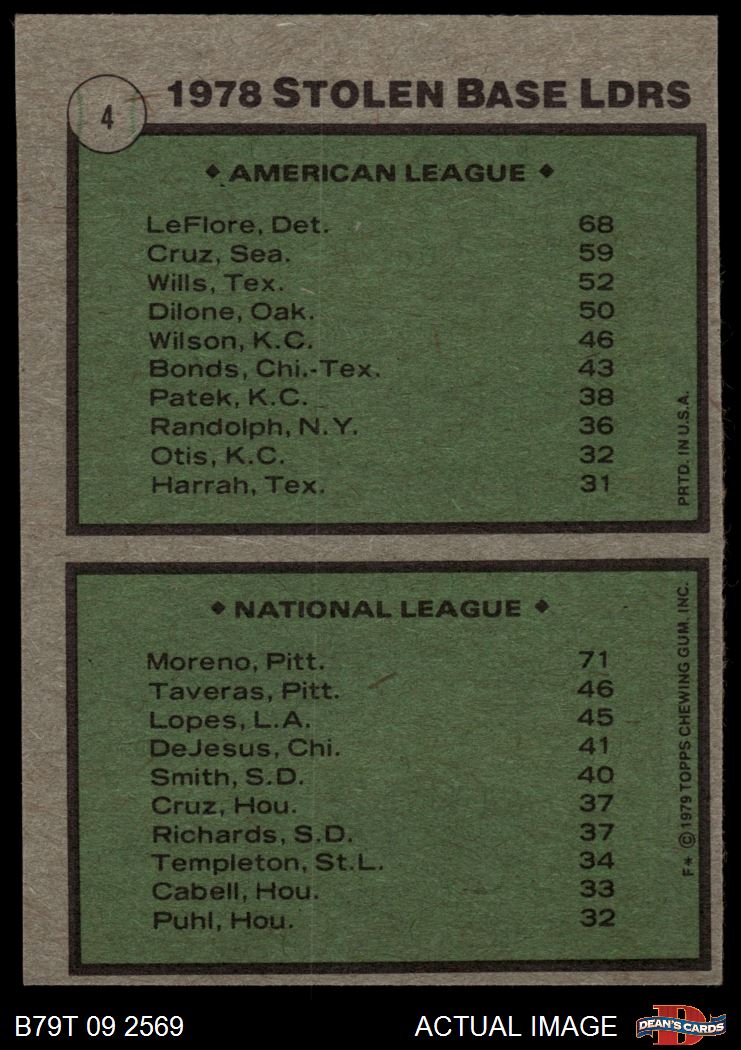 4
1978 STOLEN BASE LDRS
◆ AMERICAN LEAGUE ◆
LeFlore, Det. 68
Cruz, Sea. 59
Wills, Tex. 52
Dilone, Oak. 50
Wilson, K.C. 46
Bonds, Chi.-Tex. 43
Patek, K.C. 38
Randolph, N.Y. 36
Otis, K.C. 32
Harrah, Tex. 31
PRTD. IN U.S.A.
◆ NATIONAL LEAGUE ◆
Moreno, Pitt. 71
Taveras, Pitt. 46
Lopes, L.A. 45
DeJesus, Chi. 41
Smith, S.D. 40
Cruz, Hou. 37
Richards, S.D. 37
Templeton, St.L. 34
Cabell, Hou. 33
Puhl, Hou. 32
F* © 1979 TOPPS CHEWING GUM, INC.
B79T 09 2569 ACTUAL IMAGE
D
DEAN'S CARDS